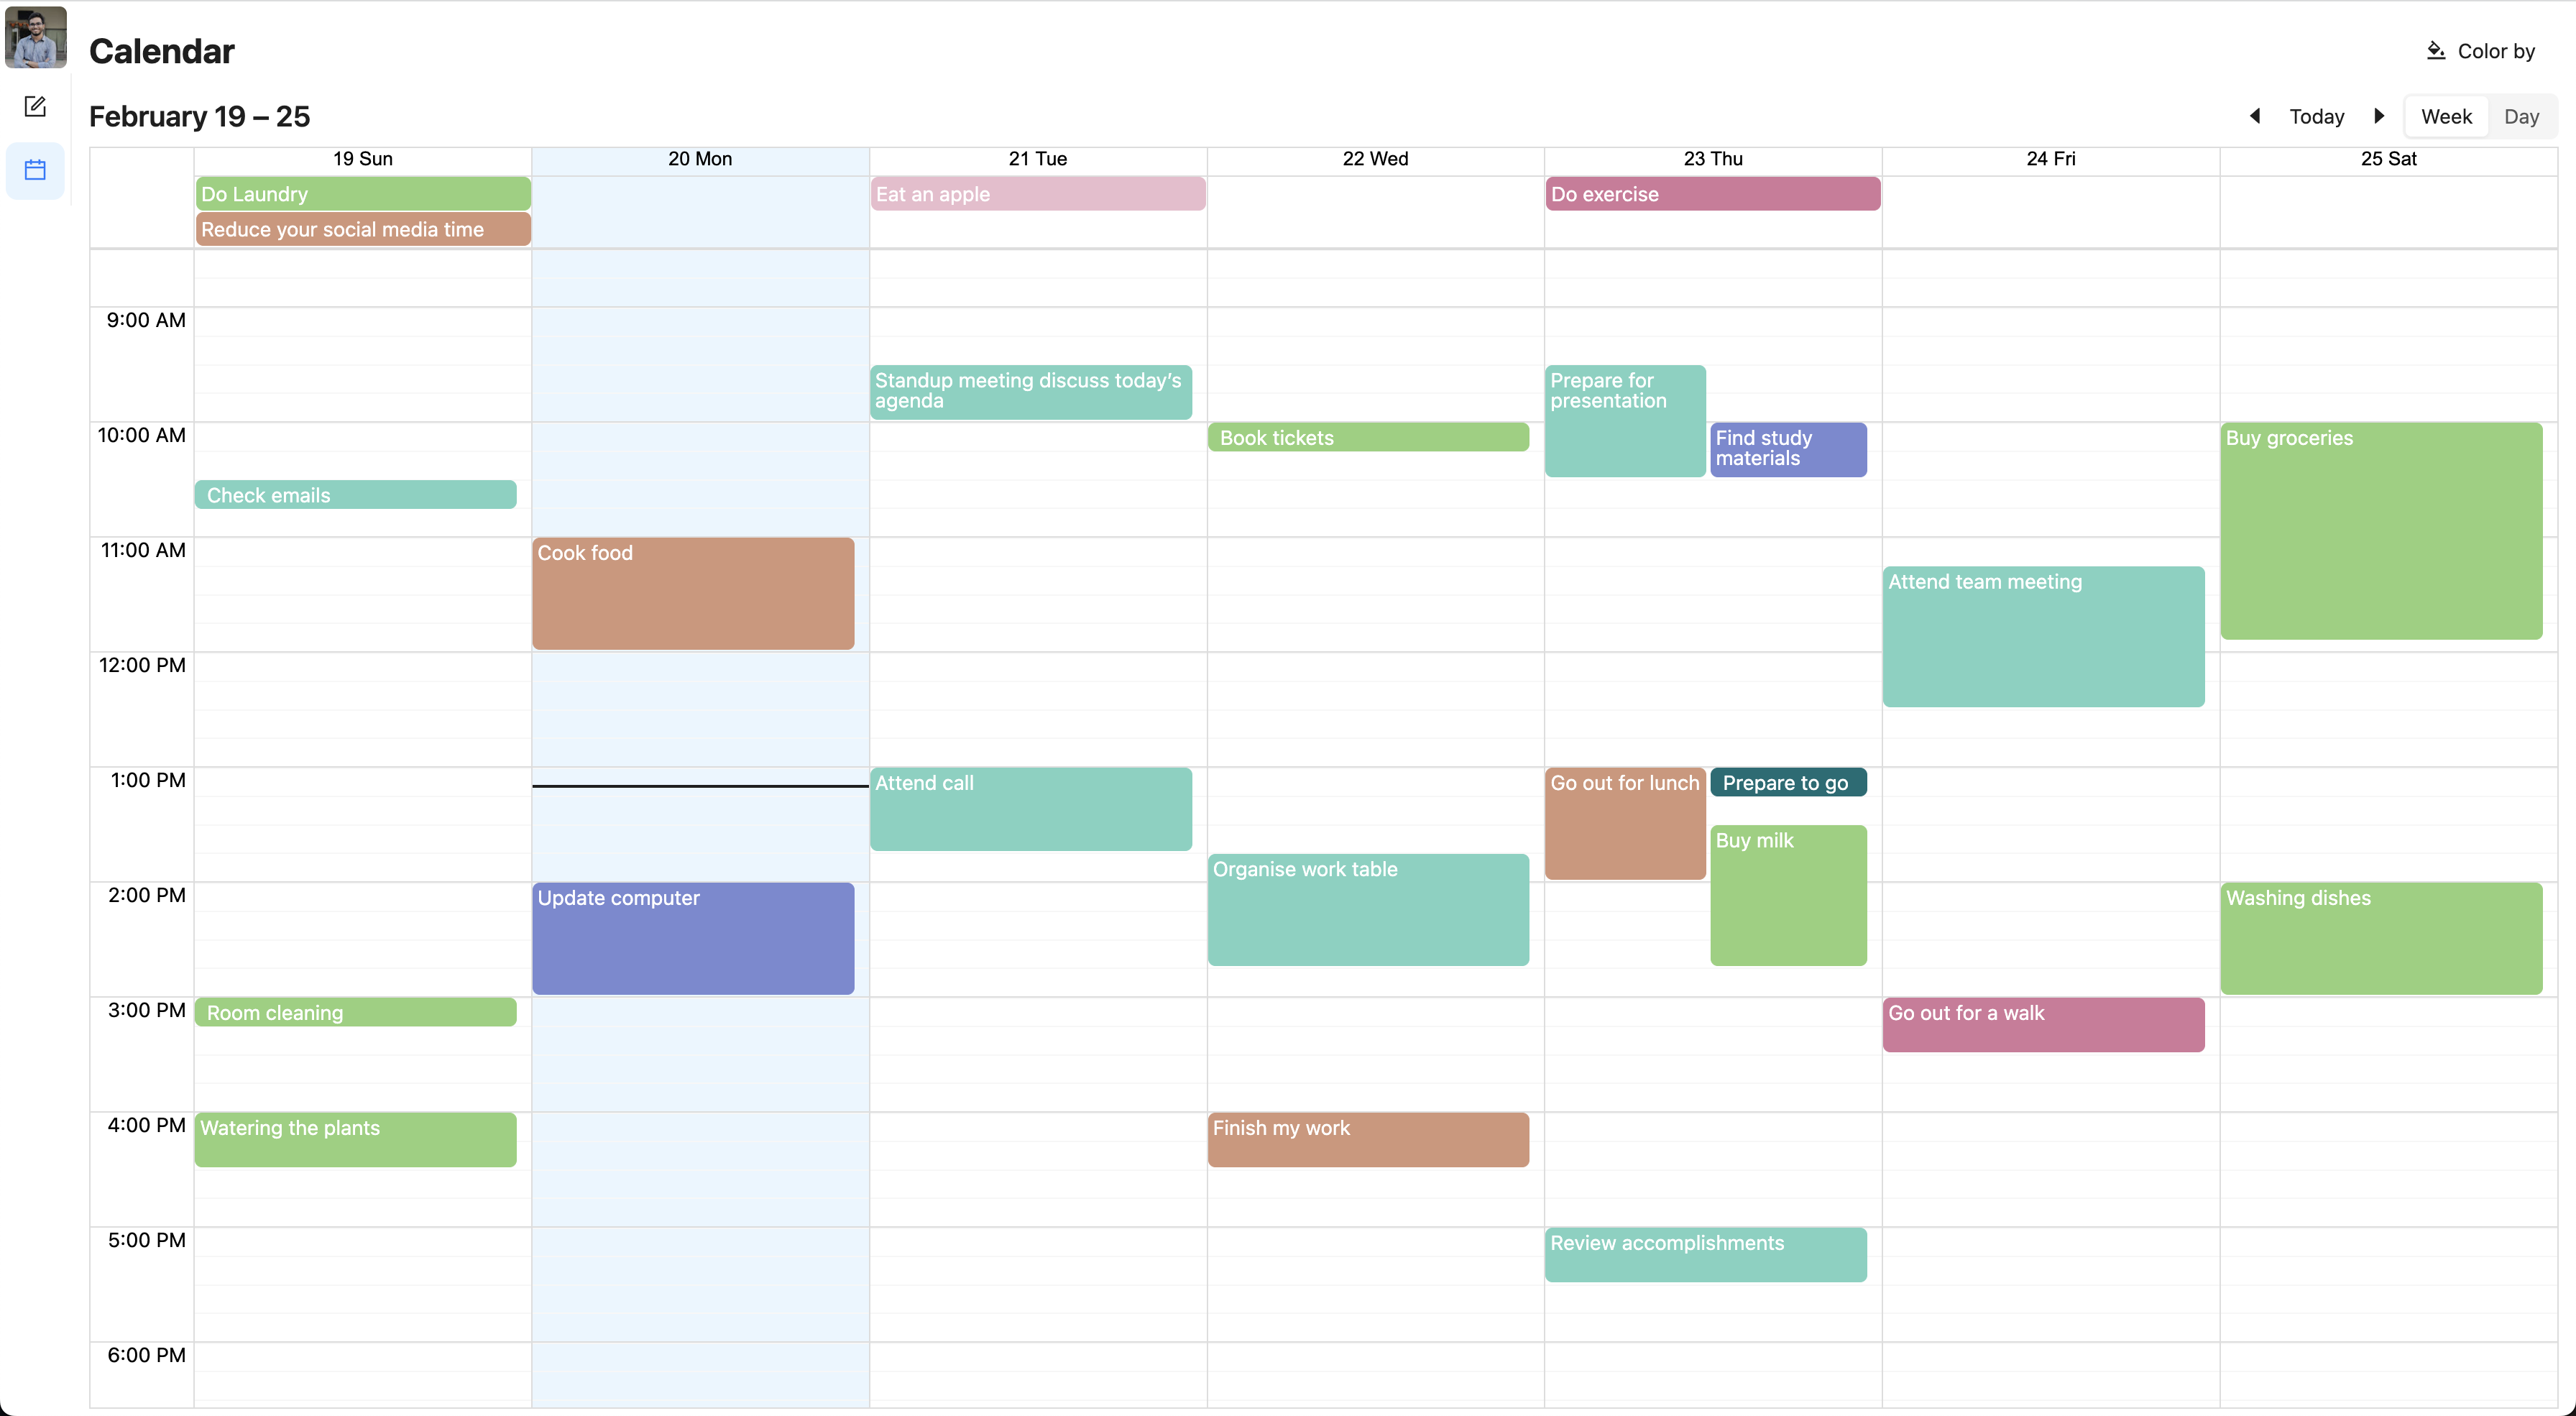 Calendar
Color by
February 19 – 25
Today
Week
Day
19 Sun
20 Mon
21 Tue
22 Wed
23 Thu
24 Fri
25 Sat
Do Laundry
Eat an apple
Do exercise
Reduce your social media time
9:00 AM
Standup meeting discuss today’s
agenda
Prepare for
presentation
10:00 AM
Book tickets
Find study
materials
Buy groceries
Check emails
11:00 AM
Cook food
Attend team meeting
12:00 PM
1:00 PM
Attend call
Go out for lunch
Prepare to go
Buy milk
Organise work table
2:00 PM
Update computer
Washing dishes
3:00 PM
Room cleaning
Go out for a walk
4:00 PM
Watering the plants
Finish my work
5:00 PM
Review accomplishments
6:00 PM